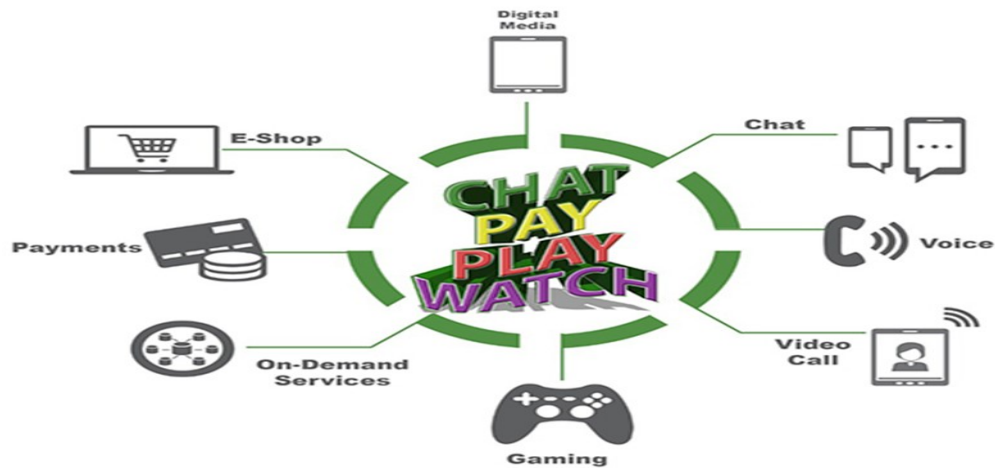 Digital
Media
E-Shop
Chat
CHAT
PAY
PLAY
WATCH
Payments
Voice
On-Demand
Services
Video
Call
Gaming